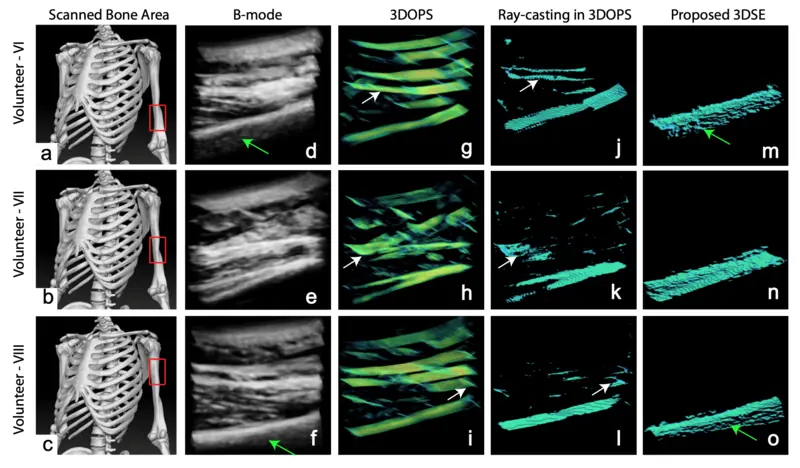 Scanned Bone Area B-mode 3DOPS Ray-casting in 3DOPS Proposed 3DSE
Volunteer - VI
a d g j m
Volunteer - VII
b e h k n
Volunteer - VIII
c f i l o